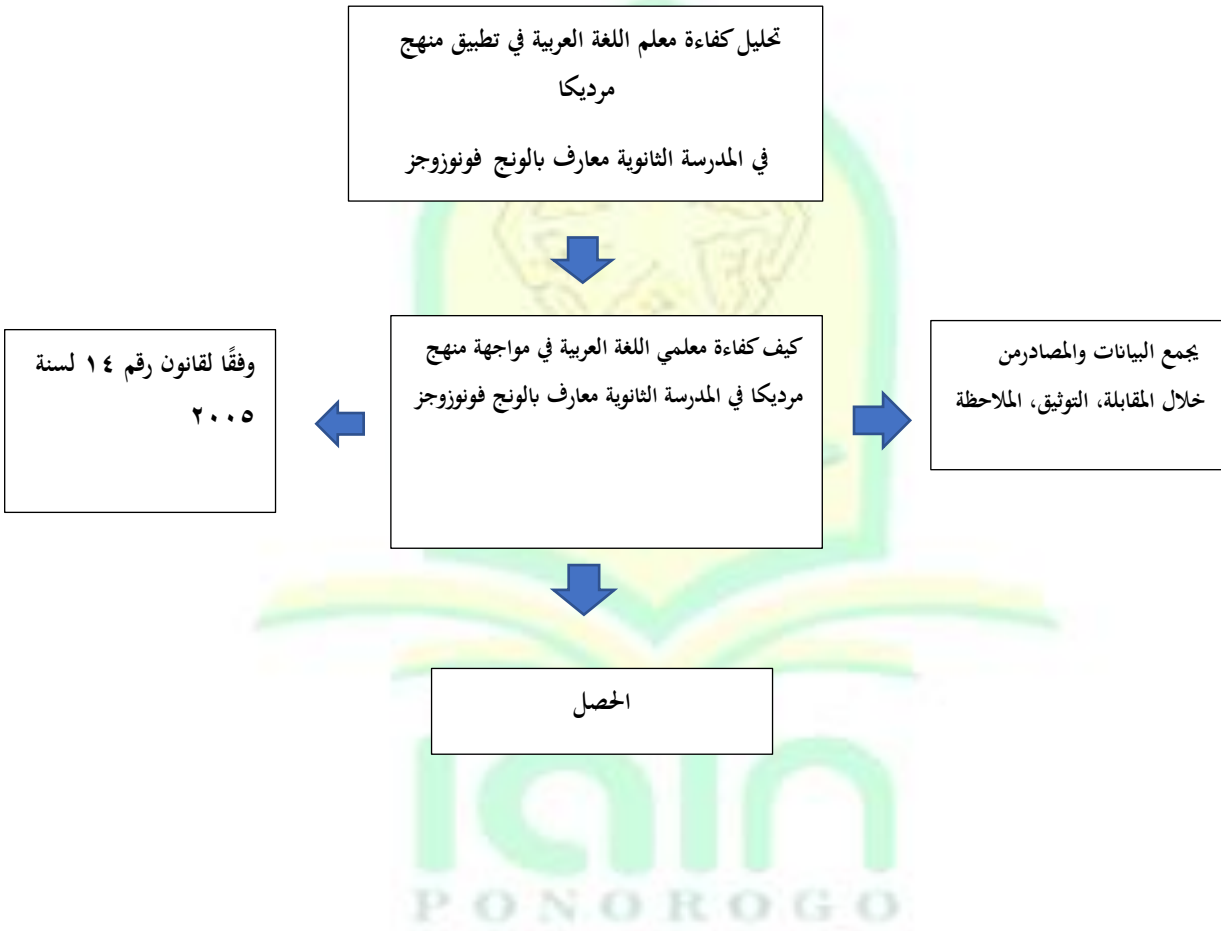 تحليل كفاءة معلم اللغة العربية في تطبيق منهج
مرديكا
في المدرسة الثانوية معارف بالونج فونوزوجز
كيف كفاءة معلمي اللغة العربية في مواجهة منهج
مرديكا في المدرسة الثانوية معارف بالونج فونوزوجز
يجمع البيانات والمصادرمن
خلال المقابلة، التوثيق، الملاحظة
وفقًا لقانون رقم ١٤ لسنة
٢٠٠٥
الحصل
iain
PONOROGO